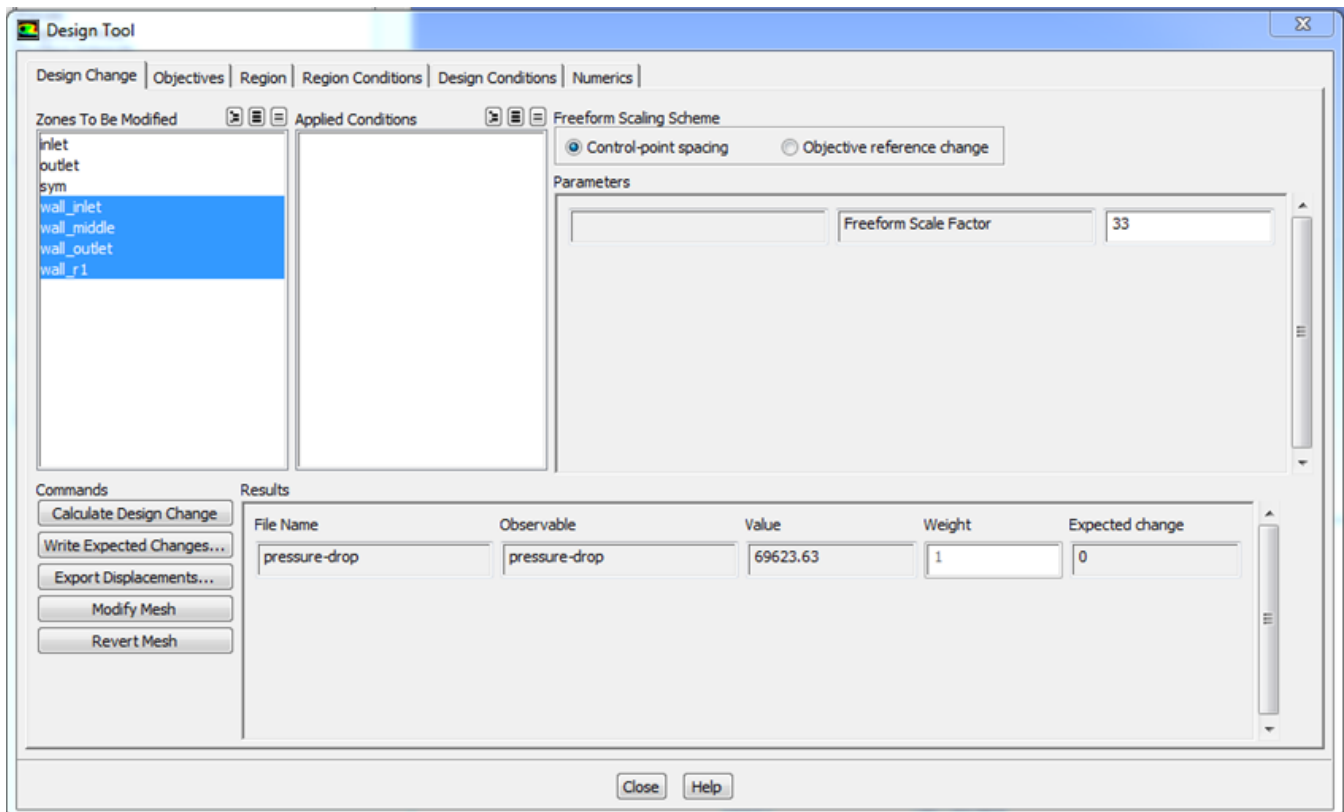 Design Tool
Design Change Objectives Region Region Conditions Design Conditions Numerics
Zones To Be Modified
inlet
outlet
sym
wall_inlet
wall_middle
wall_outlet
wall_r1
Applied Conditions
Freeform Scaling Scheme
Control-point spacing Objective reference change
Parameters
Freeform Scale Factor 33
Commands
Calculate Design Change
Write Expected Changes...
Export Displacements...
Modify Mesh
Revert Mesh
Results
File Name Observable Value Weight Expected change
pressure-drop pressure-drop 69623.63 1 0
Close Help